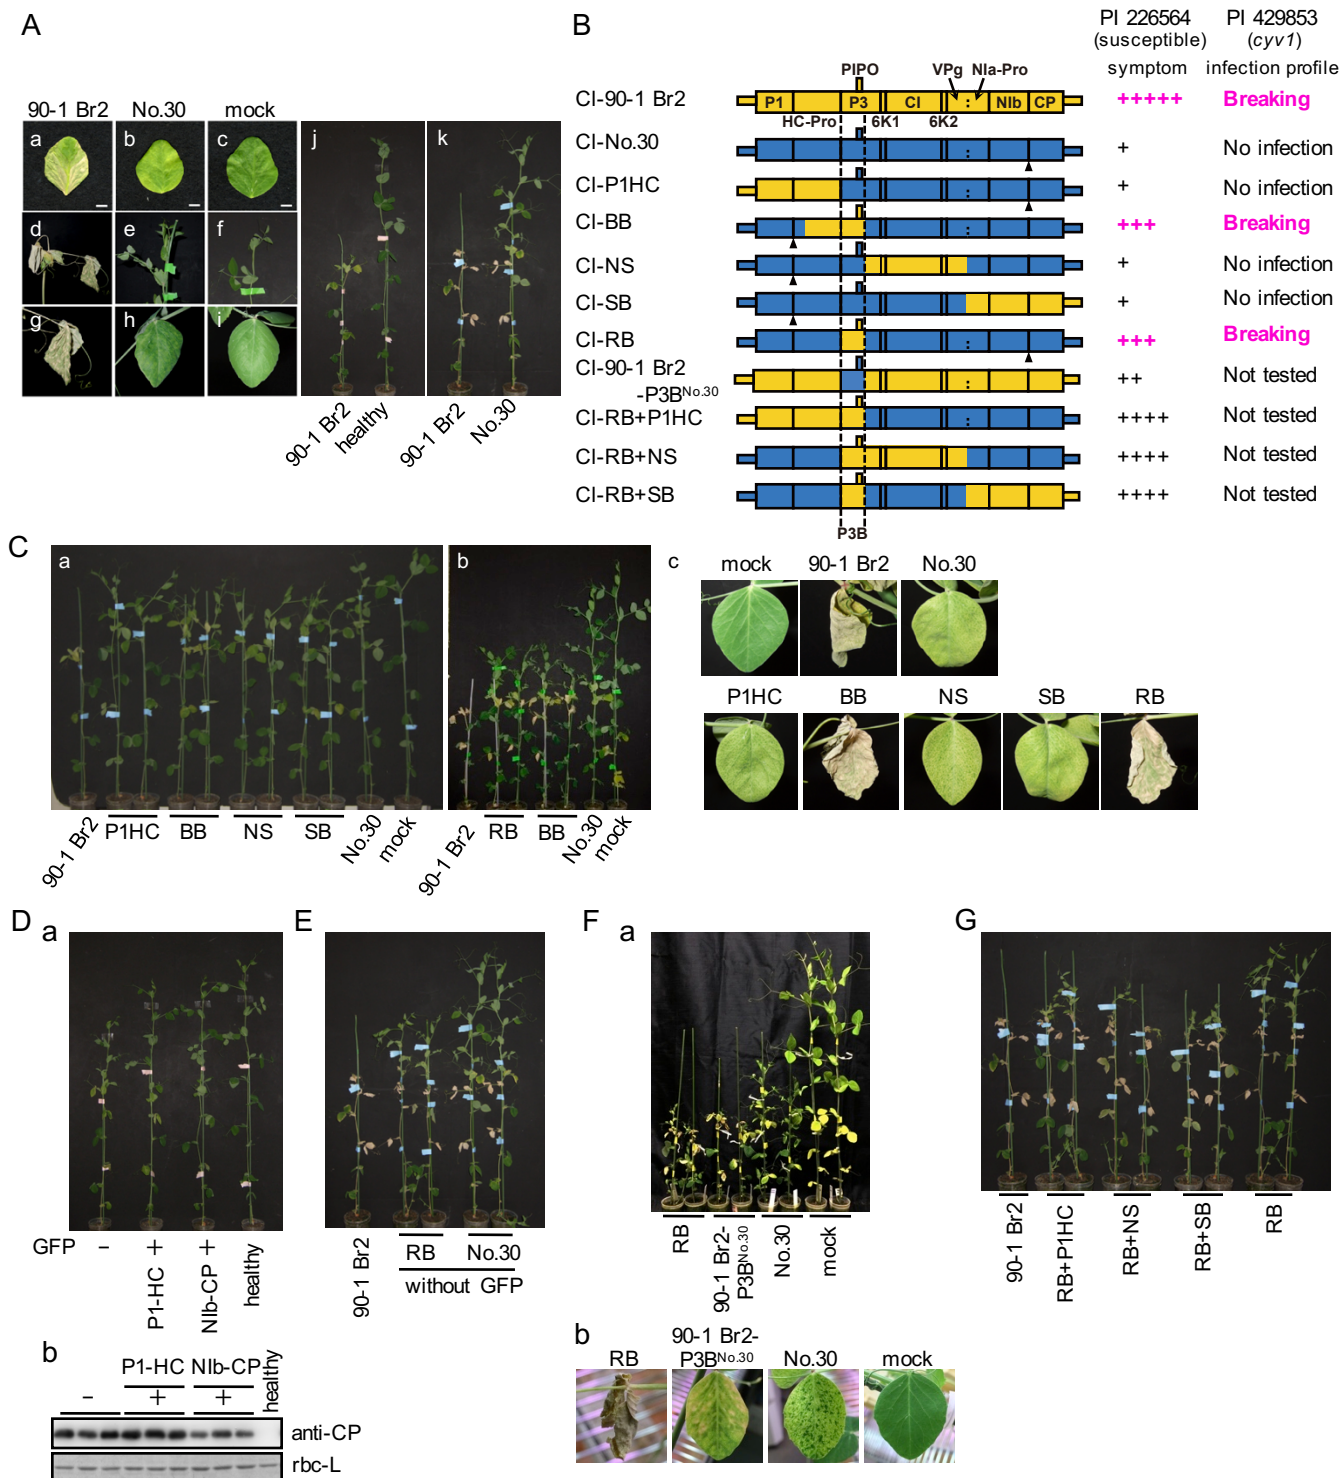 A
90-1 Br2 No.30 mock
a b c
d e f
g h i
j k
90-1 Br2
healthy
90-1 Br2
No.30
B
PI 226564 PI 429853
(susceptible) (cyv1)
symptom infection profile
PIPO VPg NIa-Pro
P1 P3 CI : NIb CP
HC-Pro 6K1 6K2
CI-90-1 Br2 +++++ Breaking
CI-No.30 : + No infection
CI-P1HC : + No infection
CI-BB : +++ Breaking
CI-NS : + No infection
CI-SB : + No infection
CI-RB : +++ Breaking
CI-90-1 Br2
-P3BNo.30 : ++ Not tested
CI-RB+P1HC : ++++ Not tested
CI-RB+NS : ++++ Not tested
CI-RB+SB : ++++ Not tested
P3B
C
a
90-1 Br2 P1HC BB NS SB No.30 mock
b
90-1 Br2 RB BB No.30 mock
c
mock 90-1 Br2 No.30
P1HC BB NS SB RB
D
a
GFP – + + healthy
P1-HC NIb-CP
b
P1-HC NIb-CP healthy
– + +
anti-CP
rbc-L
E
90-1 Br2 RB No.30
without GFP
F
a
RB
90-1 Br2-
P3BNo.30
No.30
mock
b
90-1 Br2-
RB P3BNo.30 No.30 mock
G
90-1 Br2
RB+P1HC
RB+NS
RB+SB
RB